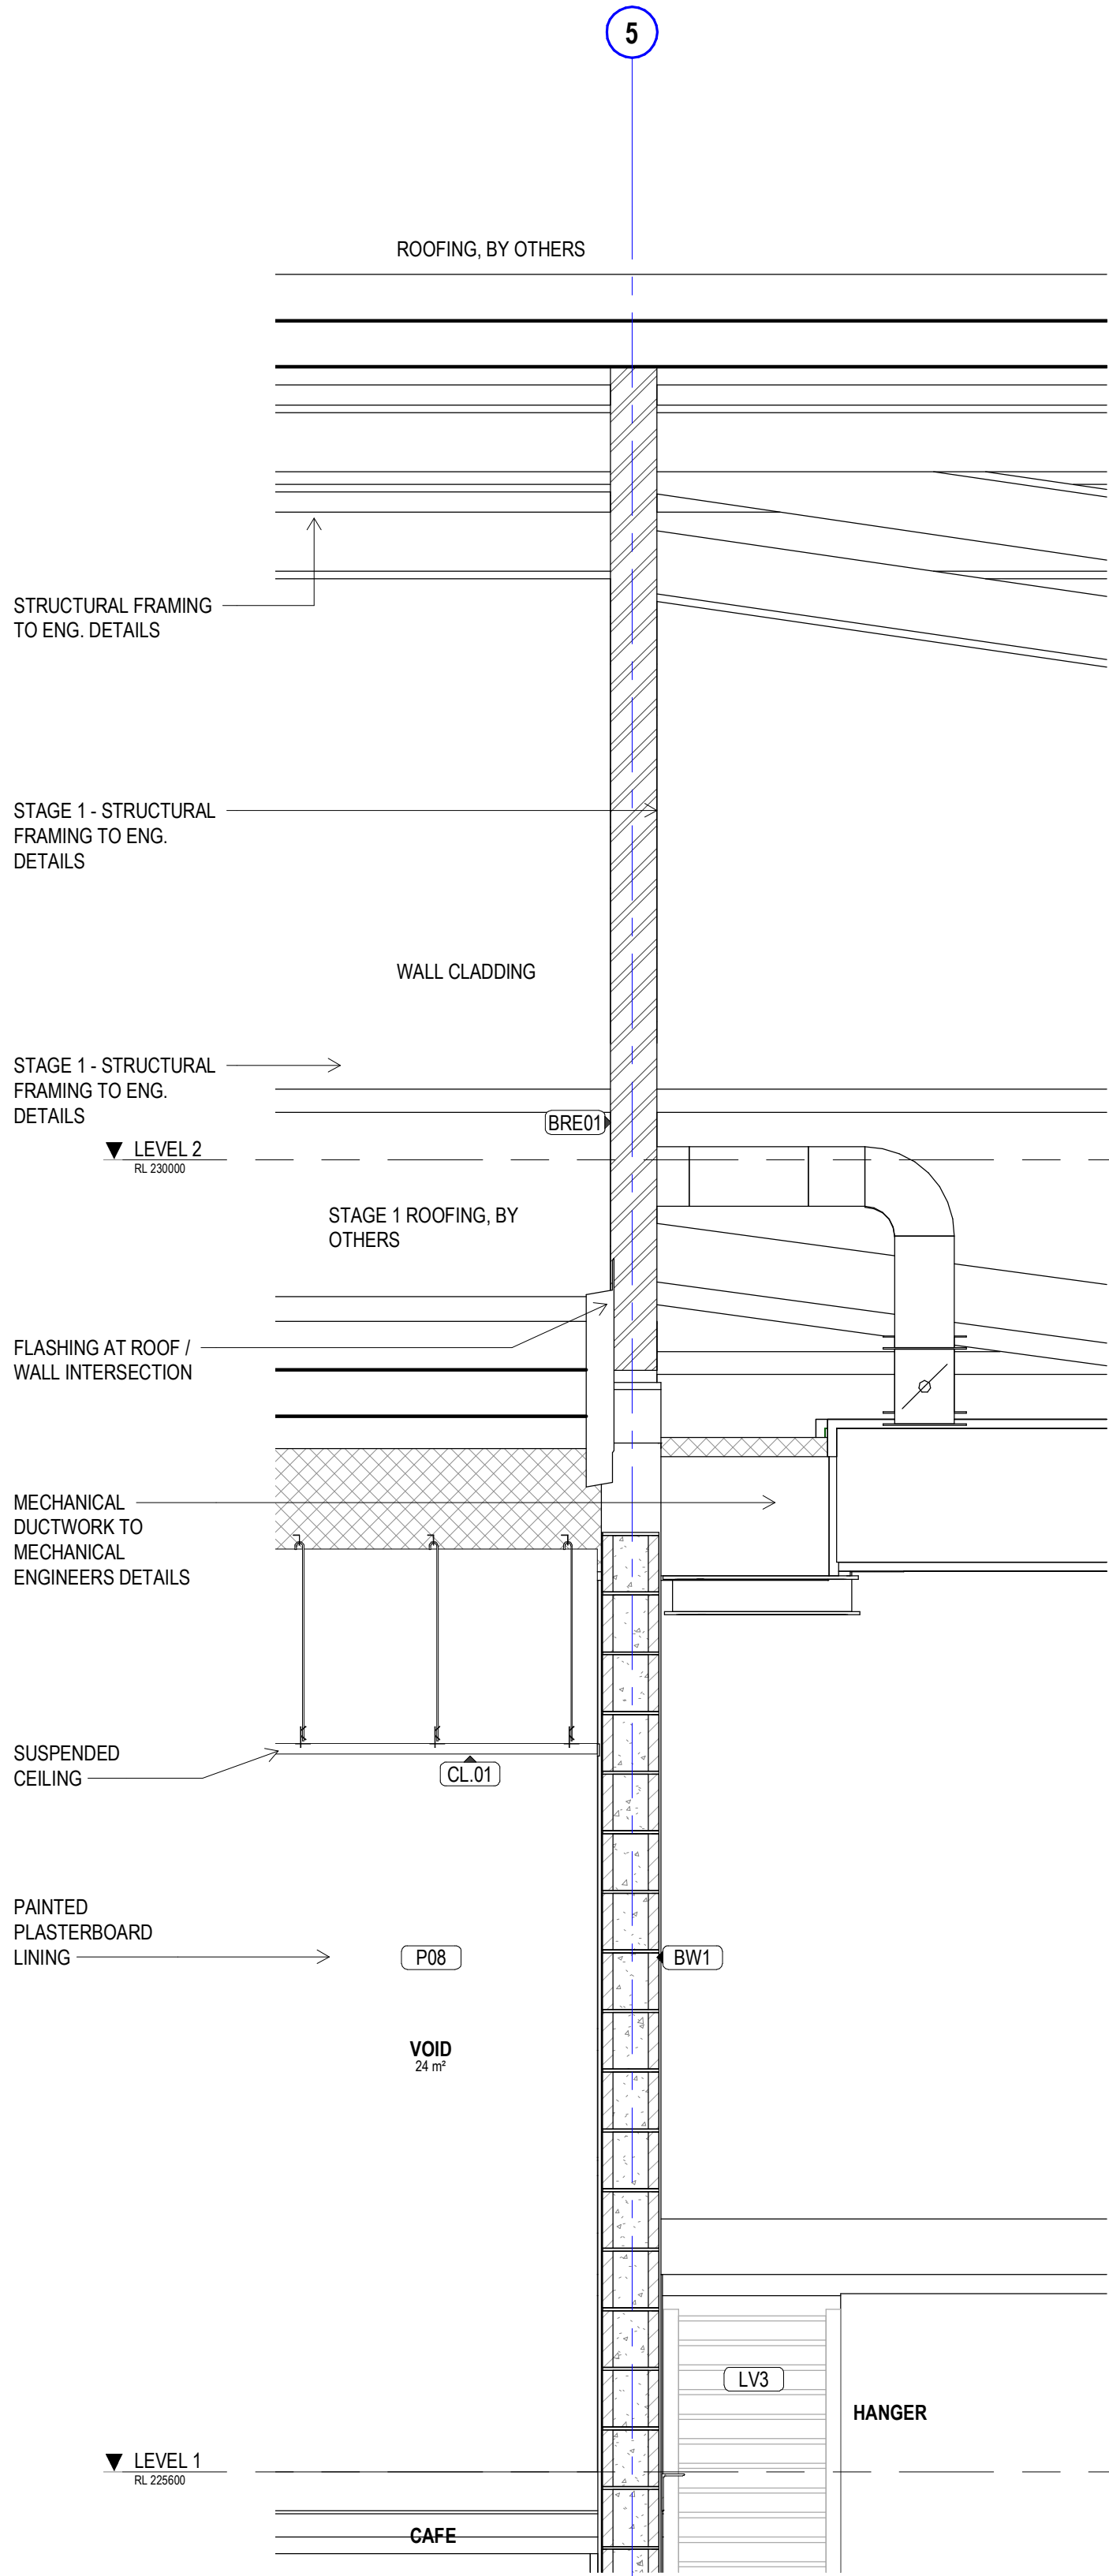 5
ROOFING, BY OTHERS
STRUCTURAL FRAMING
TO ENG. DETAILS
STAGE 1 - STRUCTURAL
FRAMING TO ENG.
DETAILS
WALL CLADDING
STAGE 1 - STRUCTURAL
FRAMING TO ENG.
DETAILS
BRE01
LEVEL 2
RL 230000
STAGE 1 ROOFING, BY
OTHERS
FLASHING AT ROOF /
WALL INTERSECTION
MECHANICAL
DUCTWORK TO
MECHANICAL
ENGINEERS DETAILS
SUSPENDED
CEILING
CL.01
PAINTED
PLASTERBOARD
LINING
P08
BW1
VOID
24 m²
LV3
HANGER
LEVEL 1
RL 225600
CAFE